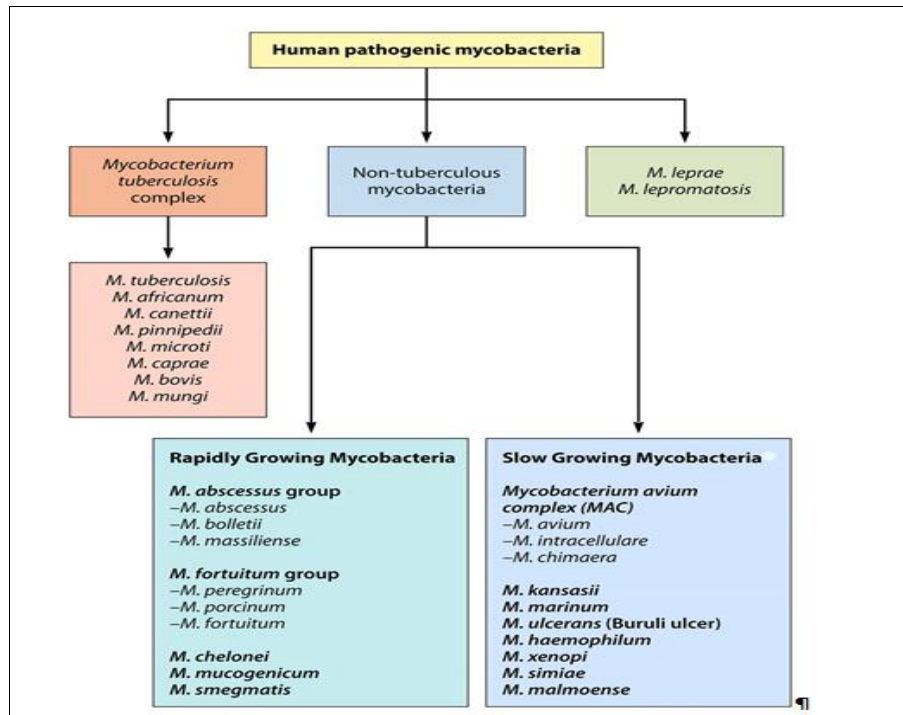 Human pathogenic mycobacteria
Mycobacterium
tuberculosis
complex
Non-tuberculous
mycobacteria
M. leprae
M. lepromatosis
M. tuberculosis
M. africanum
M. canettii
M. pinnipedii
M. microti
M. caprae
M. bovis
M. mungi
Rapidly Growing Mycobacteria
M. abscessus group
–M. abscessus
–M. bolletii
–M. massiliense
M. fortuitum group
–M. peregrinum
–M. porcinum
–M. fortuitum
M. chelonei
M. mucogenicum
M. smegmatis
Slow Growing Mycobacteria
Mycobacterium avium
complex (MAC)
–M. avium
–M. intracellulare
–M. chimaera
M. kansasii
M. marinum
M. ulcerans (Buruli ulcer)
M. haemophilum
M. xenopi
M. simiae
M. malmoense
¶